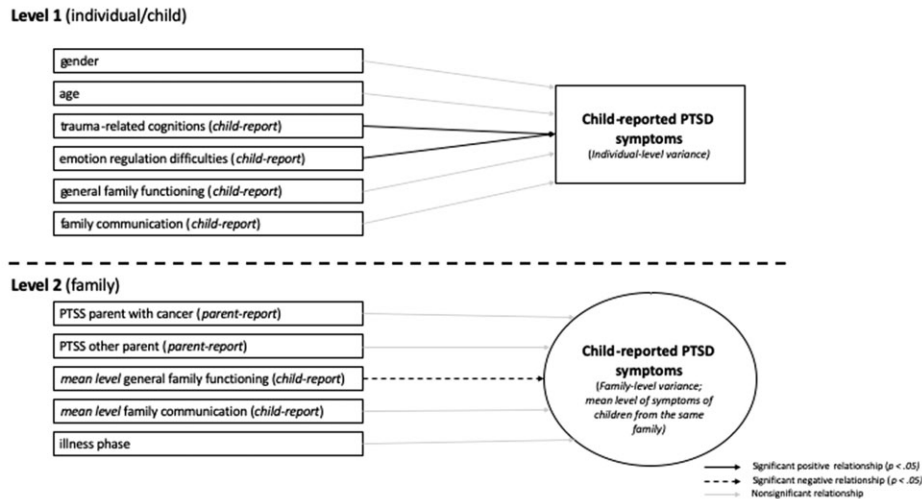 Level 1 (individual/child)
gender
age
trauma-related cognitions (child-report)
emotion regulation difficulties (child-report)
general family functioning (child-report)
family communication (child-report)
Child-reported PTSD
symptoms
(Individual-level variance)
Level 2 (family)
PTSS parent with cancer (parent-report)
PTSS other parent (parent-report)
mean level general family functioning (child-report)
mean level family communication (child-report)
illness phase
Child-reported PTSD
symptoms
(Family-level variance;
mean level of symptoms of
children from the same
family)
Significant positive relationship (p < .05)
Significant negative relationship (p < .05)
Nonsignificant relationship